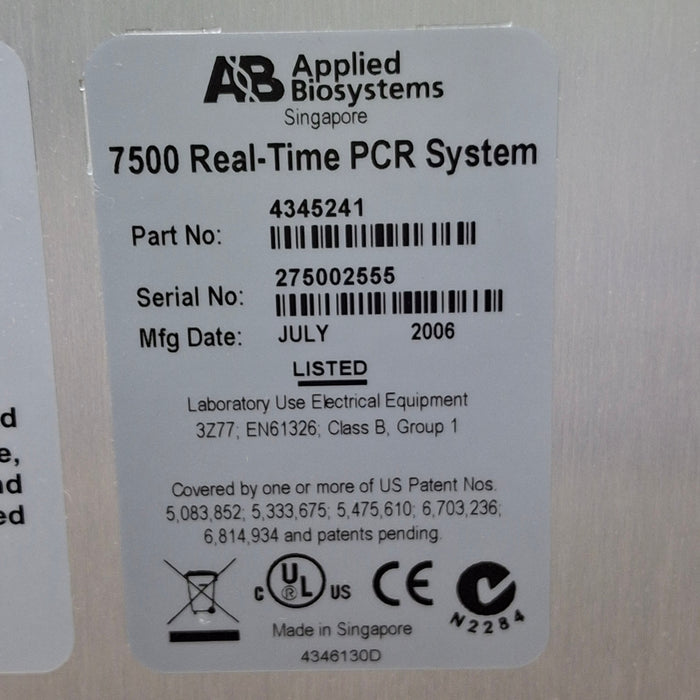 AB Applied
Biosystems
Singapore
7500 Real-Time PCR System
4345241
Part No:
275002555
Serial No:
Mfg Date: JULY 2006
LISTED
Laboratory Use Electrical Equipment
3Z77; EN61326; Class B, Group 1
Covered by one or more of US Patent Nos.
5,083,852; 5,333,675; 5,475,610; 6,703,236;
6,814,934 and patents pending.
C UL ® US CE
N2284
Made in Singapore
4346130D
d
e,
nd
ed